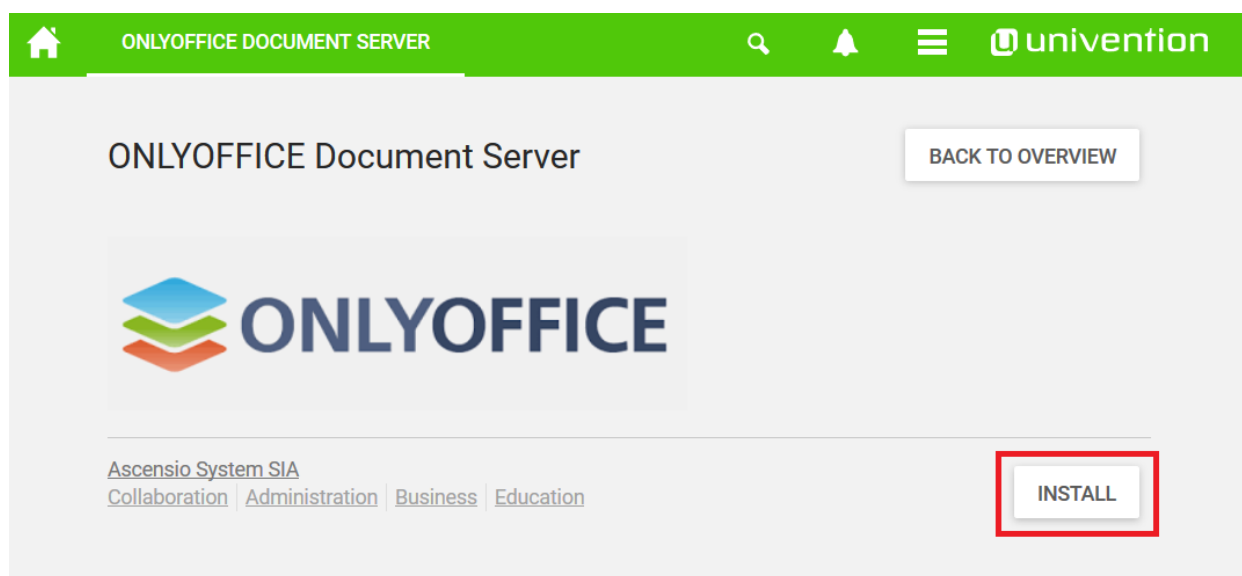 ONLYOFFICE DOCUMENT SERVER
univention
ONLYOFFICE Document Server
BACK TO OVERVIEW
ONLYOFFICE
Ascensio System SIA
Collaboration Administration Business Education
INSTALL